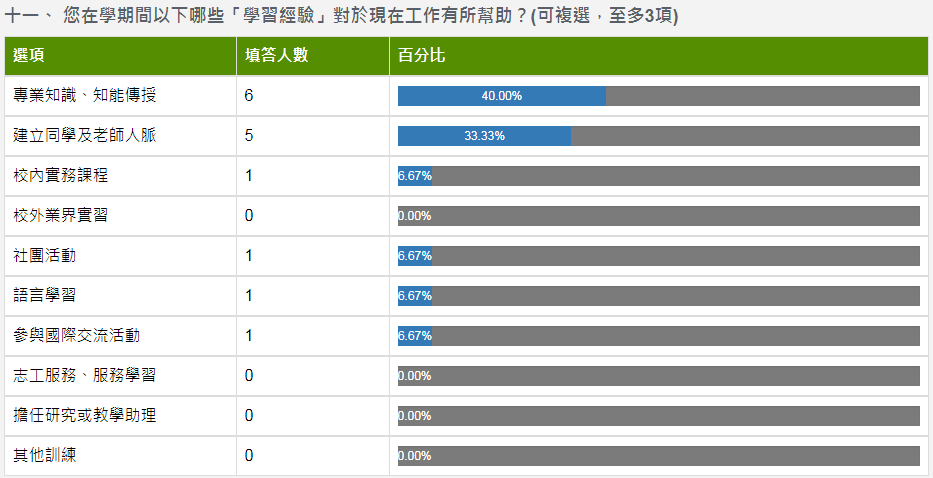 十一、 您在學期間以下哪些「學習經驗」對於現在工作有所幫助？(可複選，至多3項)
選項 填答人數 百分比
專業知識、知能傳授 6 40.00%
建立同學及老師人脈 5 33.33%
校內實務課程 1 6.67%
校外業界實習 0 0.00%
社團活動 1 6.67%
語言學習 1 6.67%
參與國際交流活動 1 6.67%
志工服務、服務學習 0 0.00%
擔任研究或教學助理 0 0.00%
其他訓練 0 0.00%